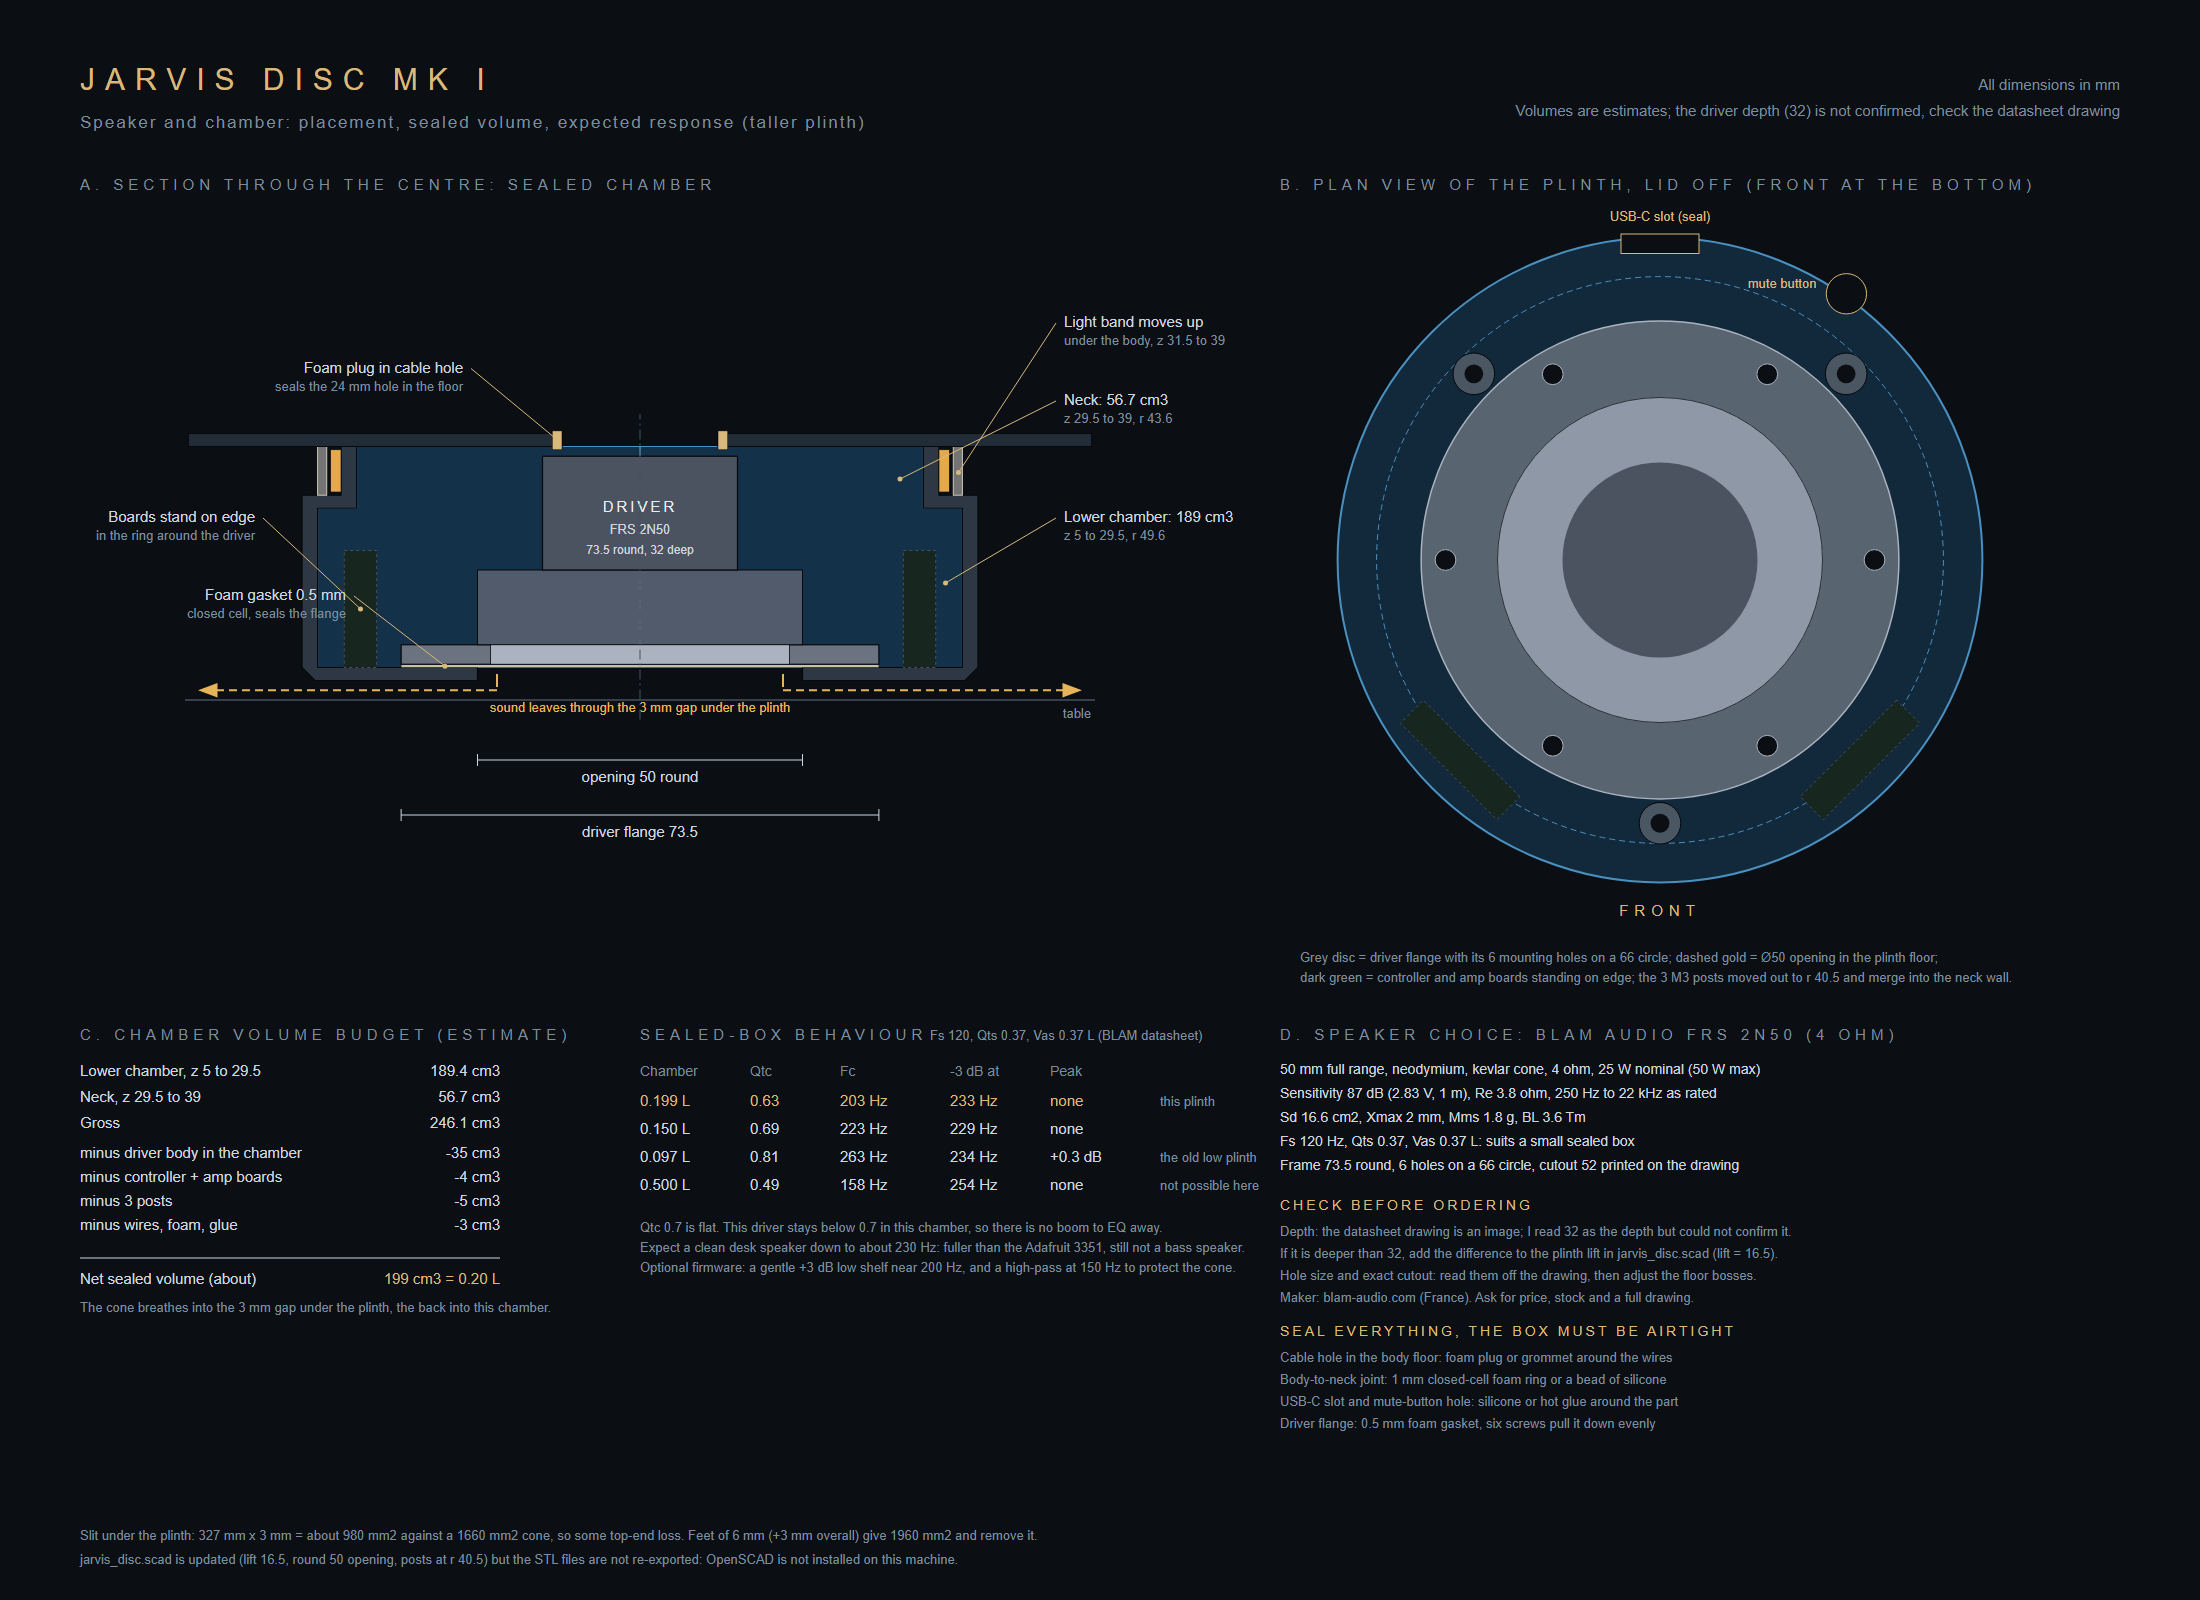 JARVIS DISC MK I
Speaker and chamber: placement, sealed volume, expected response (taller plinth)
All dimensions in mm
Volumes are estimates; the driver depth (32) is not confirmed, check the datasheet drawing
A. SECTION THROUGH THE CENTRE: SEALED CHAMBER
Light band moves up
under the body, z 31.5 to 39
Foam plug in cable hole
seals the 24 mm hole in the floor
Neck: 56.7 cm3
z 29.5 to 39, r 43.6
DRIVER
FRS 2N50
73.5 round, 32 deep
Boards stand on edge
in the ring around the driver
Lower chamber: 189 cm3
z 5 to 29.5, r 49.6
Foam gasket 0.5 mm
closed cell, seals the flange
sound leaves through the 3 mm gap under the plinth
table
opening 50 round
driver flange 73.5
B. PLAN VIEW OF THE PLINTH, LID OFF (FRONT AT THE BOTTOM)
USB-C slot (seal)
mute button
FRONT
Grey disc = driver flange with its 6 mounting holes on a 66 circle; dashed gold = Ø50 opening in the plinth floor;
dark green = controller and amp boards standing on edge; the 3 M3 posts moved out to r 40.5 and merge into the neck wall.
C. CHAMBER VOLUME BUDGET (ESTIMATE)
Lower chamber, z 5 to 29.5 189.4 cm3
Neck, z 29.5 to 39 56.7 cm3
Gross 246.1 cm3
minus driver body in the chamber -35 cm3
minus controller + amp boards -4 cm3
minus 3 posts -5 cm3
minus wires, foam, glue -3 cm3
Net sealed volume (about) 199 cm3 = 0.20 L
The cone breathes into the 3 mm gap under the plinth, the back into this chamber.
SEALED-BOX BEHAVIOUR Fs 120, Qts 0.37, Vas 0.37 L (BLAM datasheet)
Chamber Qtc Fc -3 dB at Peak
0.199 L 0.63 203 Hz 233 Hz none this plinth
0.150 L 0.69 223 Hz 229 Hz none
0.097 L 0.81 263 Hz 234 Hz +0.3 dB the old low plinth
0.500 L 0.49 158 Hz 254 Hz none not possible here
Qtc 0.7 is flat. This driver stays below 0.7 in this chamber, so there is no boom to EQ away.
Expect a clean desk speaker down to about 230 Hz: fuller than the Adafruit 3351, still not a bass speaker.
Optional firmware: a gentle +3 dB low shelf near 200 Hz, and a high-pass at 150 Hz to protect the cone.
D. SPEAKER CHOICE: BLAM AUDIO FRS 2N50 (4 OHM)
50 mm full range, neodymium, kevlar cone, 4 ohm, 25 W nominal (50 W max)
Sensitivity 87 dB (2.83 V, 1 m), Re 3.8 ohm, 250 Hz to 22 kHz as rated
Sd 16.6 cm2, Xmax 2 mm, Mms 1.8 g, BL 3.6 Tm
Fs 120 Hz, Qts 0.37, Vas 0.37 L: suits a small sealed box
Frame 73.5 round, 6 holes on a 66 circle, cutout 52 printed on the drawing
CHECK BEFORE ORDERING
Depth: the datasheet drawing is an image; I read 32 as the depth but could not confirm it.
If it is deeper than 32, add the difference to the plinth lift in jarvis_disc.scad (lift = 16.5).
Hole size and exact cutout: read them off the drawing, then adjust the floor bosses.
Maker: blam-audio.com (France). Ask for price, stock and a full drawing.
SEAL EVERYTHING, THE BOX MUST BE AIRTIGHT
Cable hole in the body floor: foam plug or grommet around the wires
Body-to-neck joint: 1 mm closed-cell foam ring or a bead of silicone
USB-C slot and mute-button hole: silicone or hot glue around the part
Driver flange: 0.5 mm foam gasket, six screws pull it down evenly
Slit under the plinth: 327 mm x 3 mm = about 980 mm2 against a 1660 mm2 cone, so some top-end loss. Feet of 6 mm (+3 mm overall) give 1960 mm2 and remove it.
jarvis_disc.scad is updated (lift 16.5, round 50 opening, posts at r 40.5) but the STL files are not re-exported: OpenSCAD is not installed on this machine.